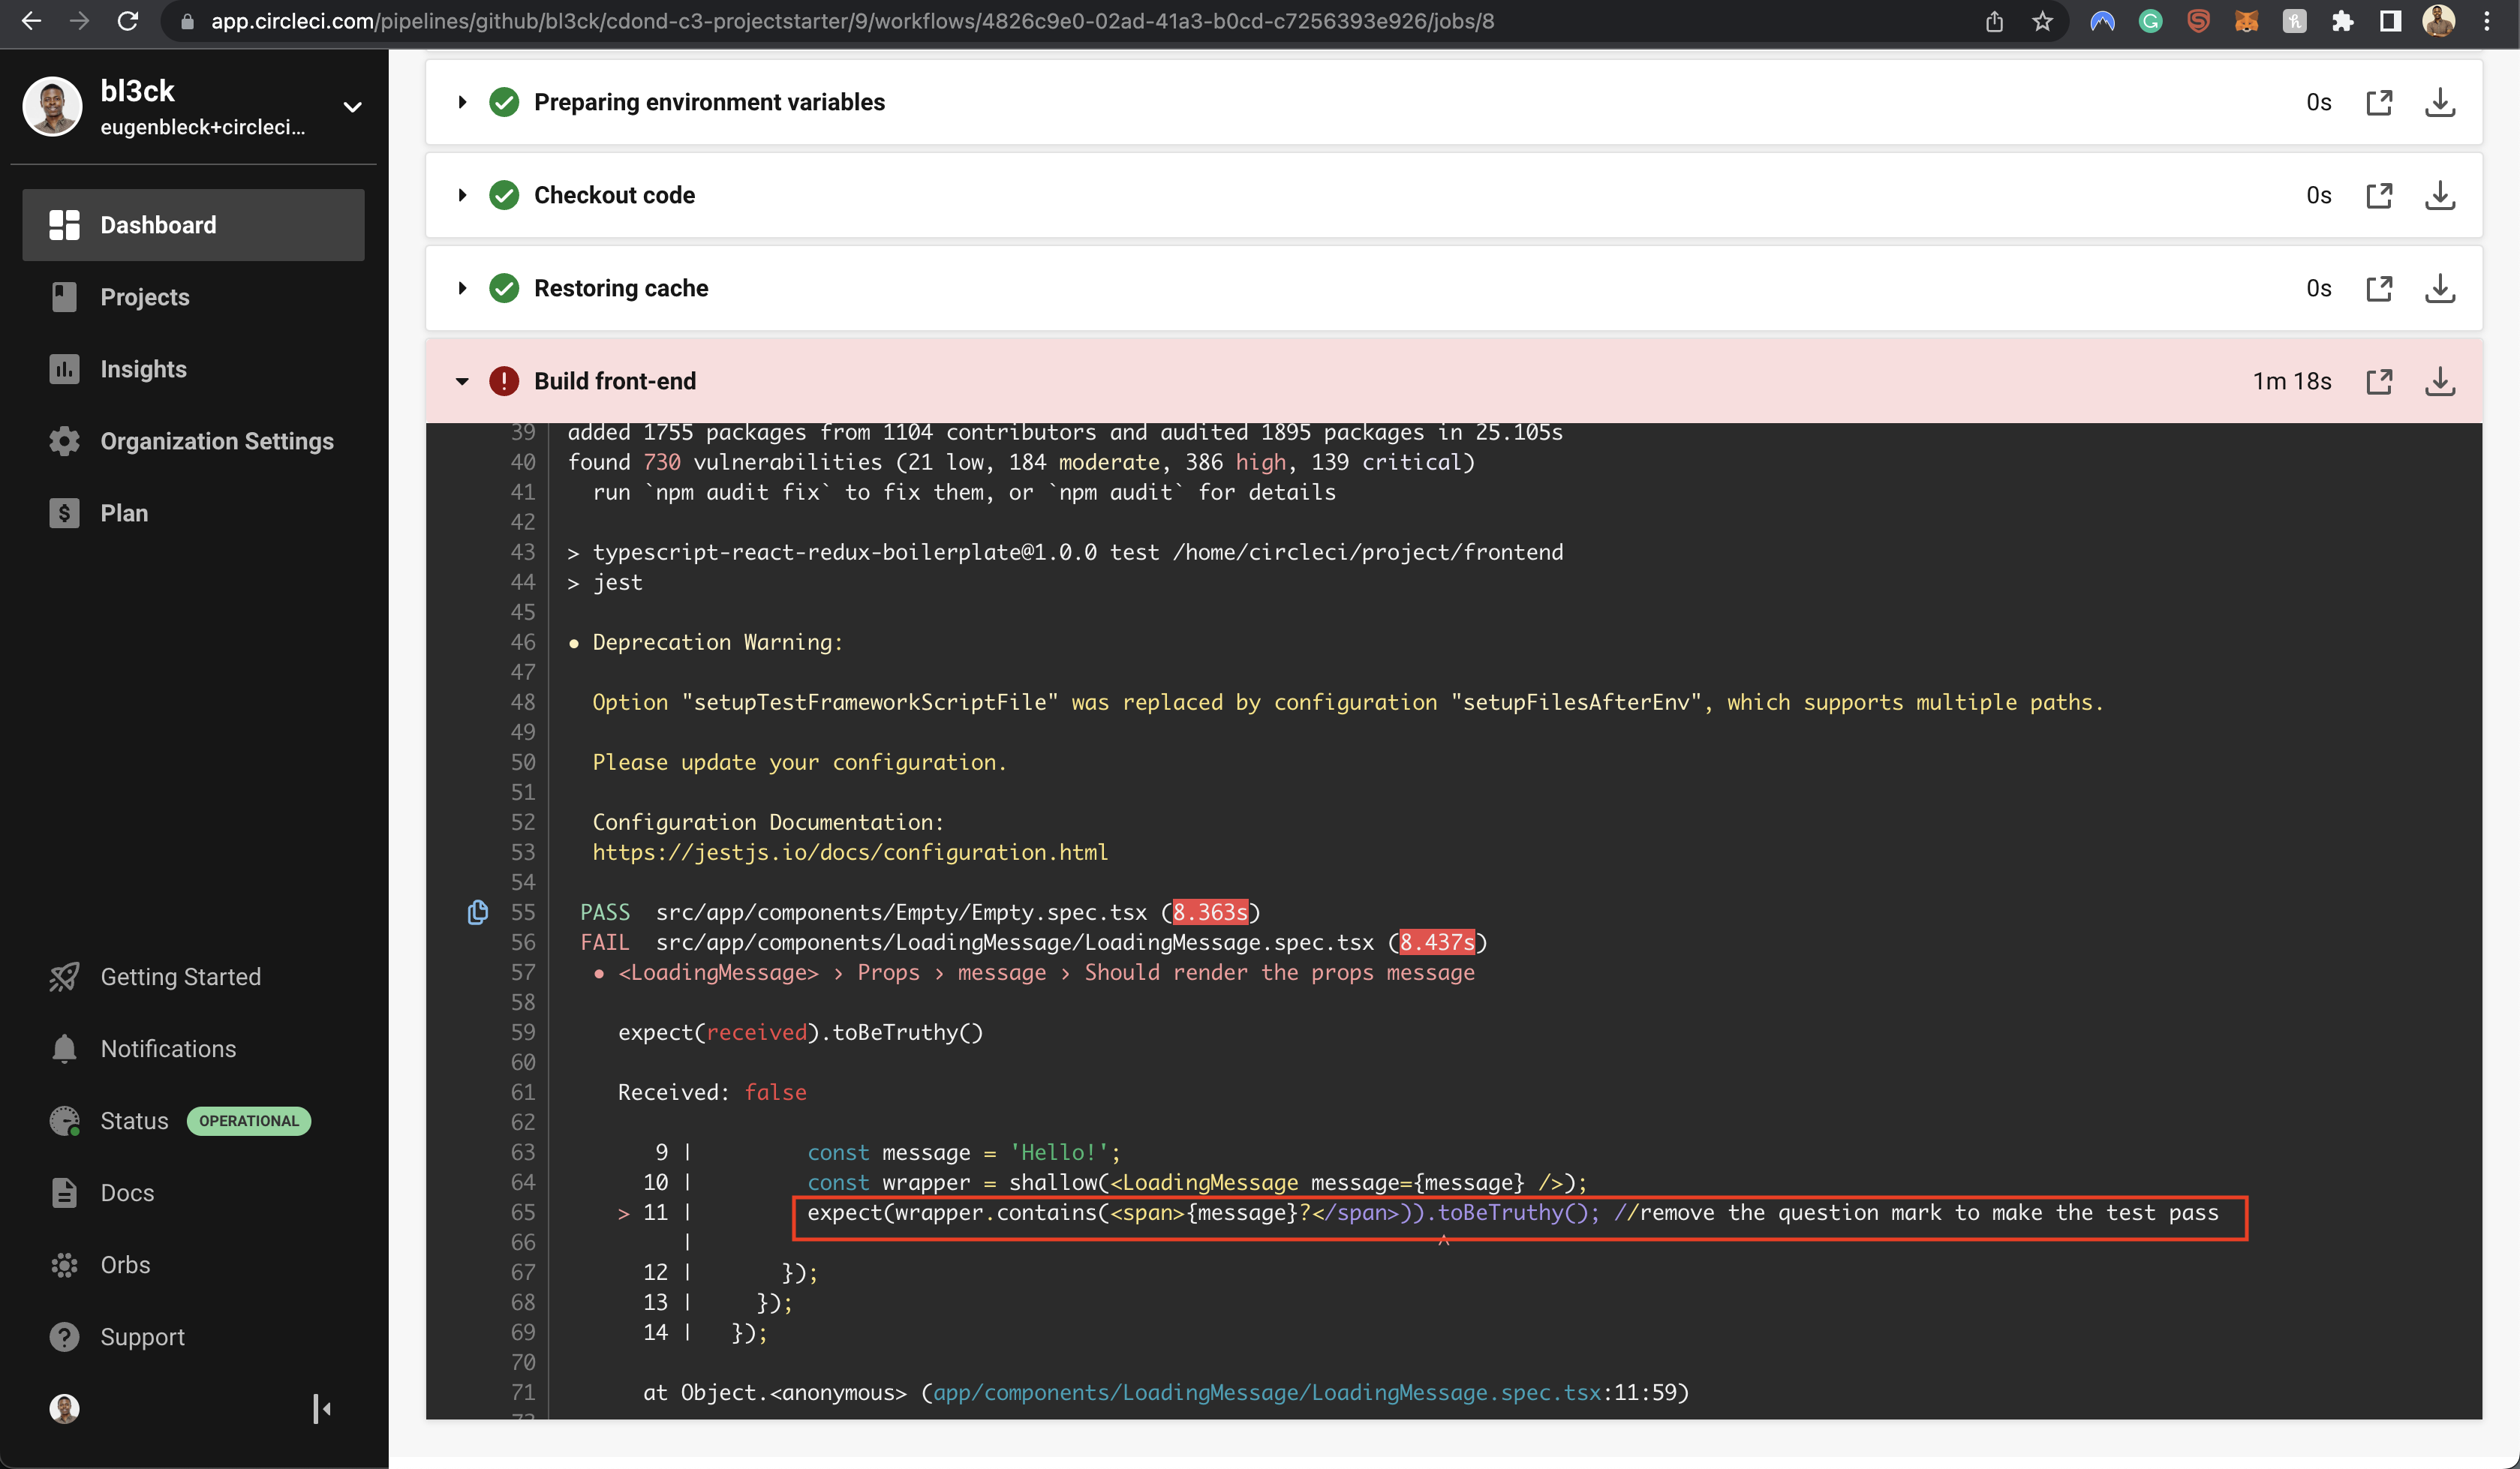 app.circleci.com/pipelines/github/bl3ck/cdond-c3-projectstarter/9/workflows/4826c9e0-02ad-41a3-b0cd-c7256393e926/jobs/8
bl3ck
eugenbleck+circleci...
Dashboard
Projects
Insights
Organization Settings
Plan
Getting Started
Notifications
Status OPERATIONAL
Docs
Orbs
Support
Preparing environment variables 0s
Checkout code 0s
Restoring cache 0s
Build front-end 1m 18s
39 added 1755 packages from 1104 contributors and audited 1895 packages in 25.105s
40 found 730 vulnerabilities (21 low, 184 moderate, 386 high, 139 critical)
41 run `npm audit fix` to fix them, or `npm audit` for details
42
43 > typescript-react-redux-boilerplate@1.0.0 test /home/circleci/project/frontend
44 > jest
45
46 ● Deprecation Warning:
47
48 Option "setupTestFrameworkScriptFile" was replaced by configuration "setupFilesAfterEnv", which supports multiple paths.
49
50 Please update your configuration.
51
52 Configuration Documentation:
53 https://jestjs.io/docs/configuration.html
54
55 PASS src/app/components/Empty/Empty.spec.tsx (8.363s)
56 FAIL src/app/components/LoadingMessage/LoadingMessage.spec.tsx (8.437s)
57 ● <LoadingMessage> › Props › message › Should render the props message
58
59 expect(received).toBeTruthy()
60
61 Received: false
62
63 9 | const message = 'Hello!';
64 10 | const wrapper = shallow(<LoadingMessage message={message} />);
65 > 11 | expect(wrapper.contains(<span>{message}?</span>)).toBeTruthy(); //remove the question mark to make the test pass
66 | ^
67 12 | });
68 13 | });
69 14 | });
70
71 at Object.<anonymous> (app/components/LoadingMessage/LoadingMessage.spec.tsx:11:59)